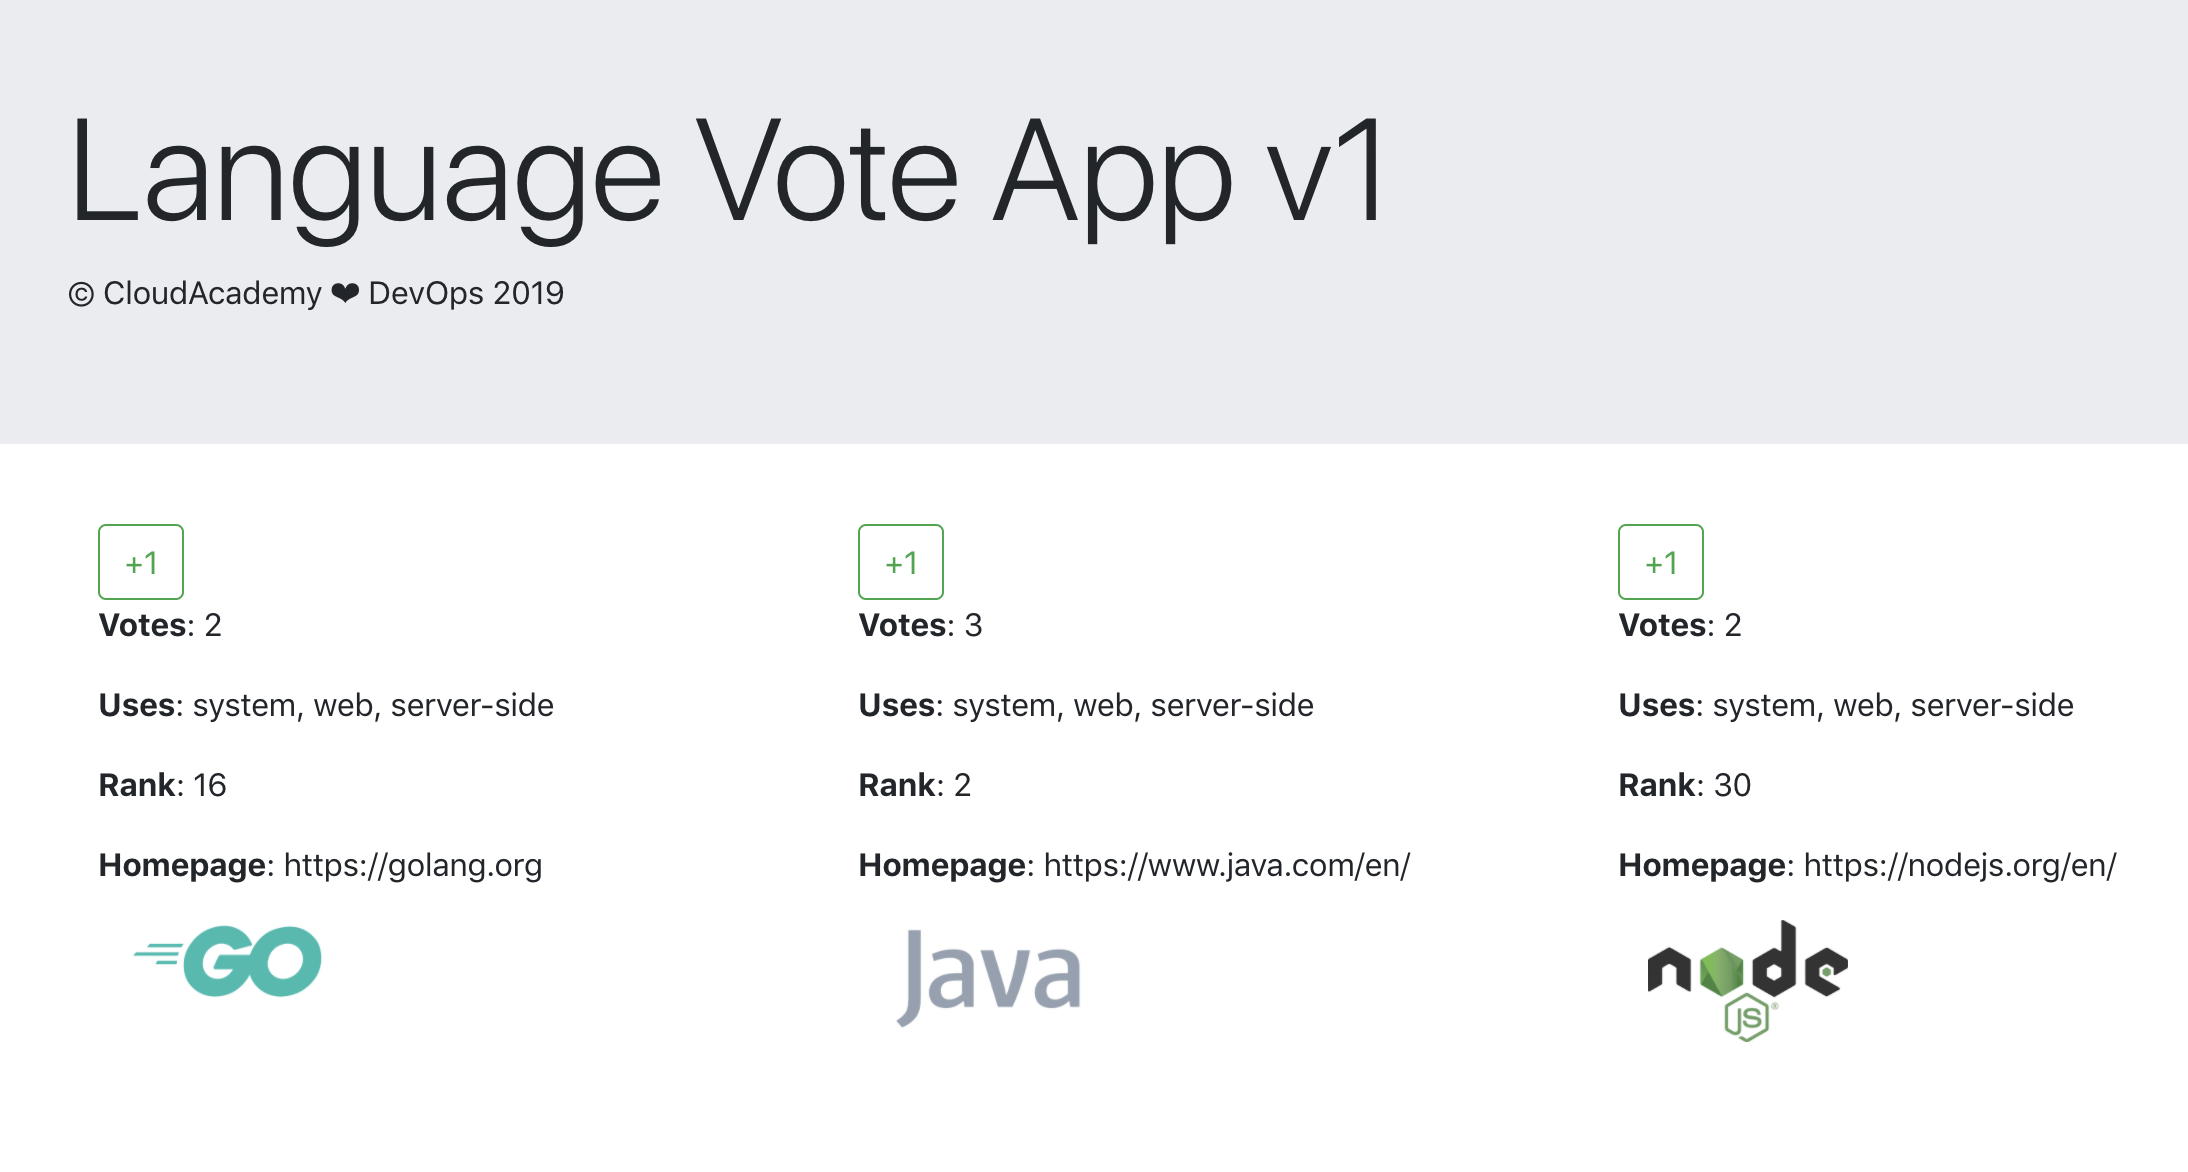 Language Vote App v1
© CloudAcademy ❤ DevOps 2019
+1
Votes: 2
Uses: system, web, server-side
Rank: 16
Homepage: https://golang.org
GO
+1
Votes: 3
Uses: system, web, server-side
Rank: 2
Homepage: https://www.java.com/en/
Java
+1
Votes: 2
Uses: system, web, server-side
Rank: 30
Homepage: https://nodejs.org/en/
node
JS®